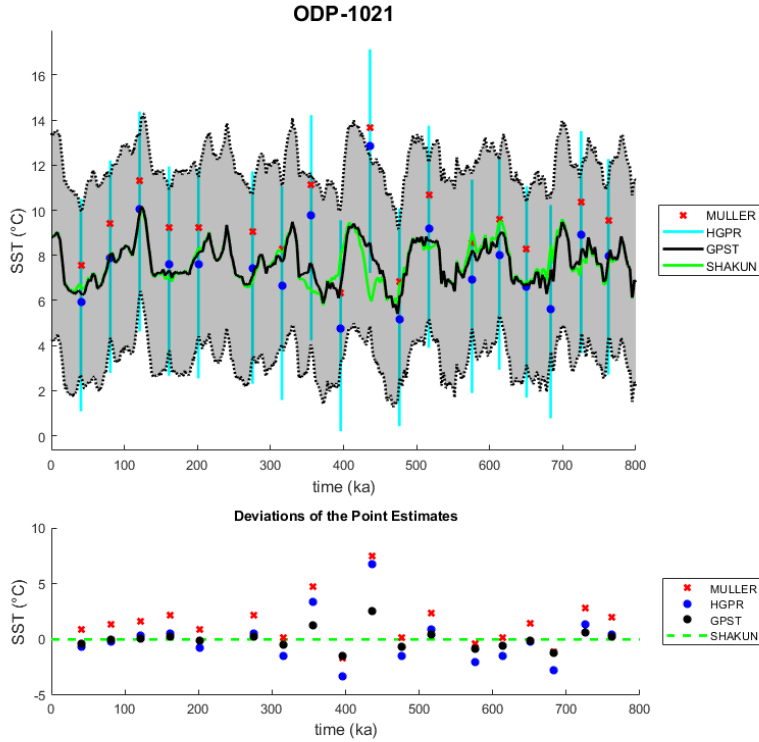 ODP-1021
SST (°C)
16
14
12
10
8
6
4
2
0
0 100 200 300 400 500 600 700 800
time (ka)
MULLER
HGPR
GPST
SHAKUN
Deviations of the Point Estimates
SST (°C)
10
5
0
-5
0 100 200 300 400 500 600 700 800
time (ka)
MULLER
HGPR
GPST
SHAKUN